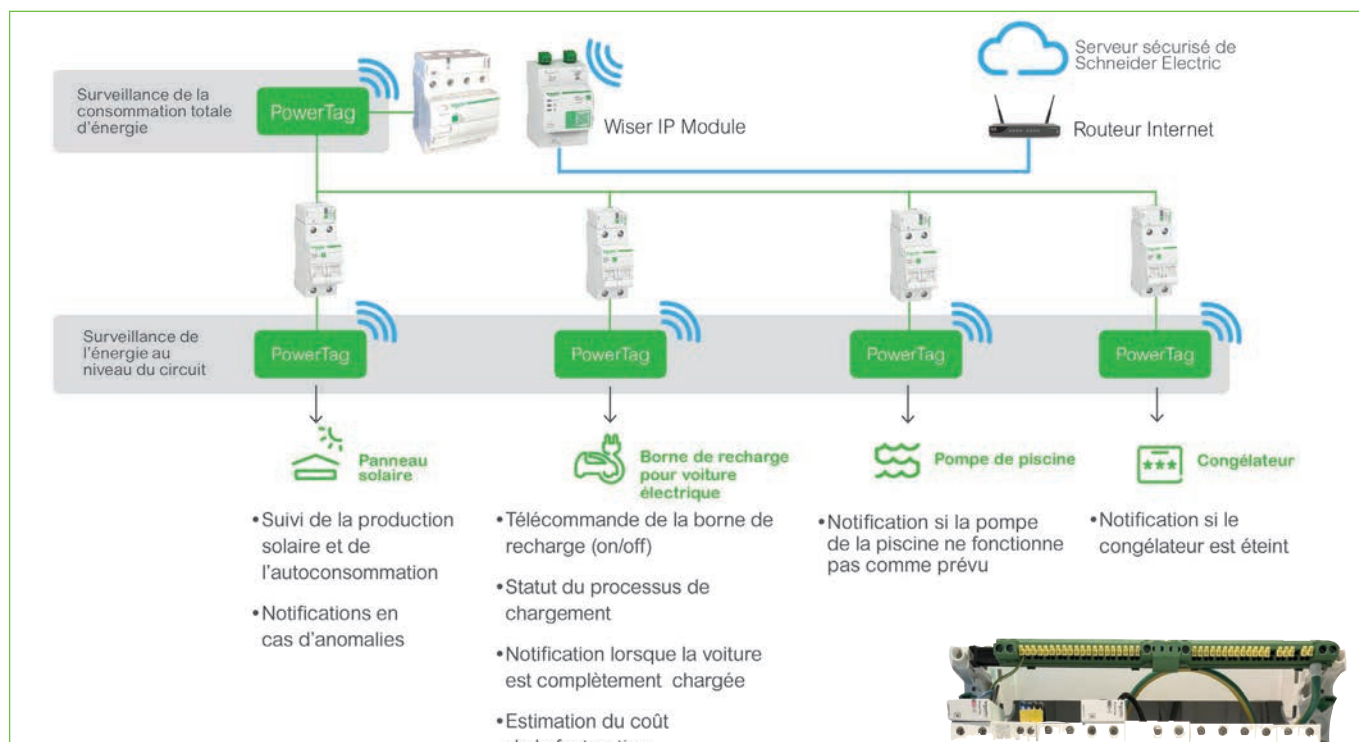 Surveillance de la
consommation totale
d'énergie
PowerTag
Wiser IP Module
Serveur sécurisé de
Schneider Electric
Routeur Internet
Surveillance de
l'énergie au
niveau du circuit
PowerTag
PowerTag
PowerTag
PowerTag
Panneau
solaire
•Suivi de la production
solaire et de
l'autoconsommation
•Notifications en
cas d'anomalies
Borne de recharge
pour voiture
électrique
•Télécommande de la borne de
recharge (on/off)
•Statut du processus de
chargement
•Notification lorsque la voiture
est complètement chargée
•Estimation du coût
Pompe de piscine
•Notification si la pompe
de la piscine ne fonctionne
pas comme prévu
Congélateur
•Notification si le
congélateur est éteint